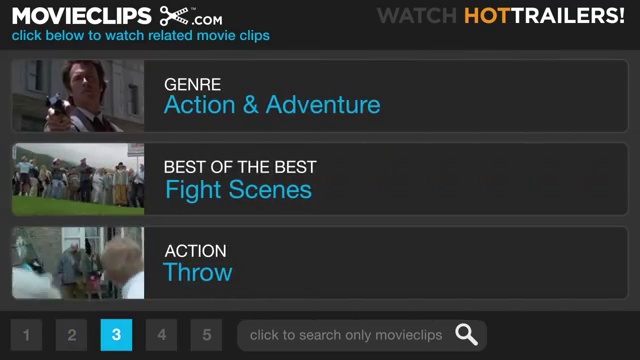 MOVIECLIPS ™ .COM
WATCH HOTTRAILERS!
click below to watch related movie clips
GENRE
Action & Adventure
BEST OF THE BEST
Fight Scenes
ACTION
Throw
1 2 3 4 5 click to search only movieclips